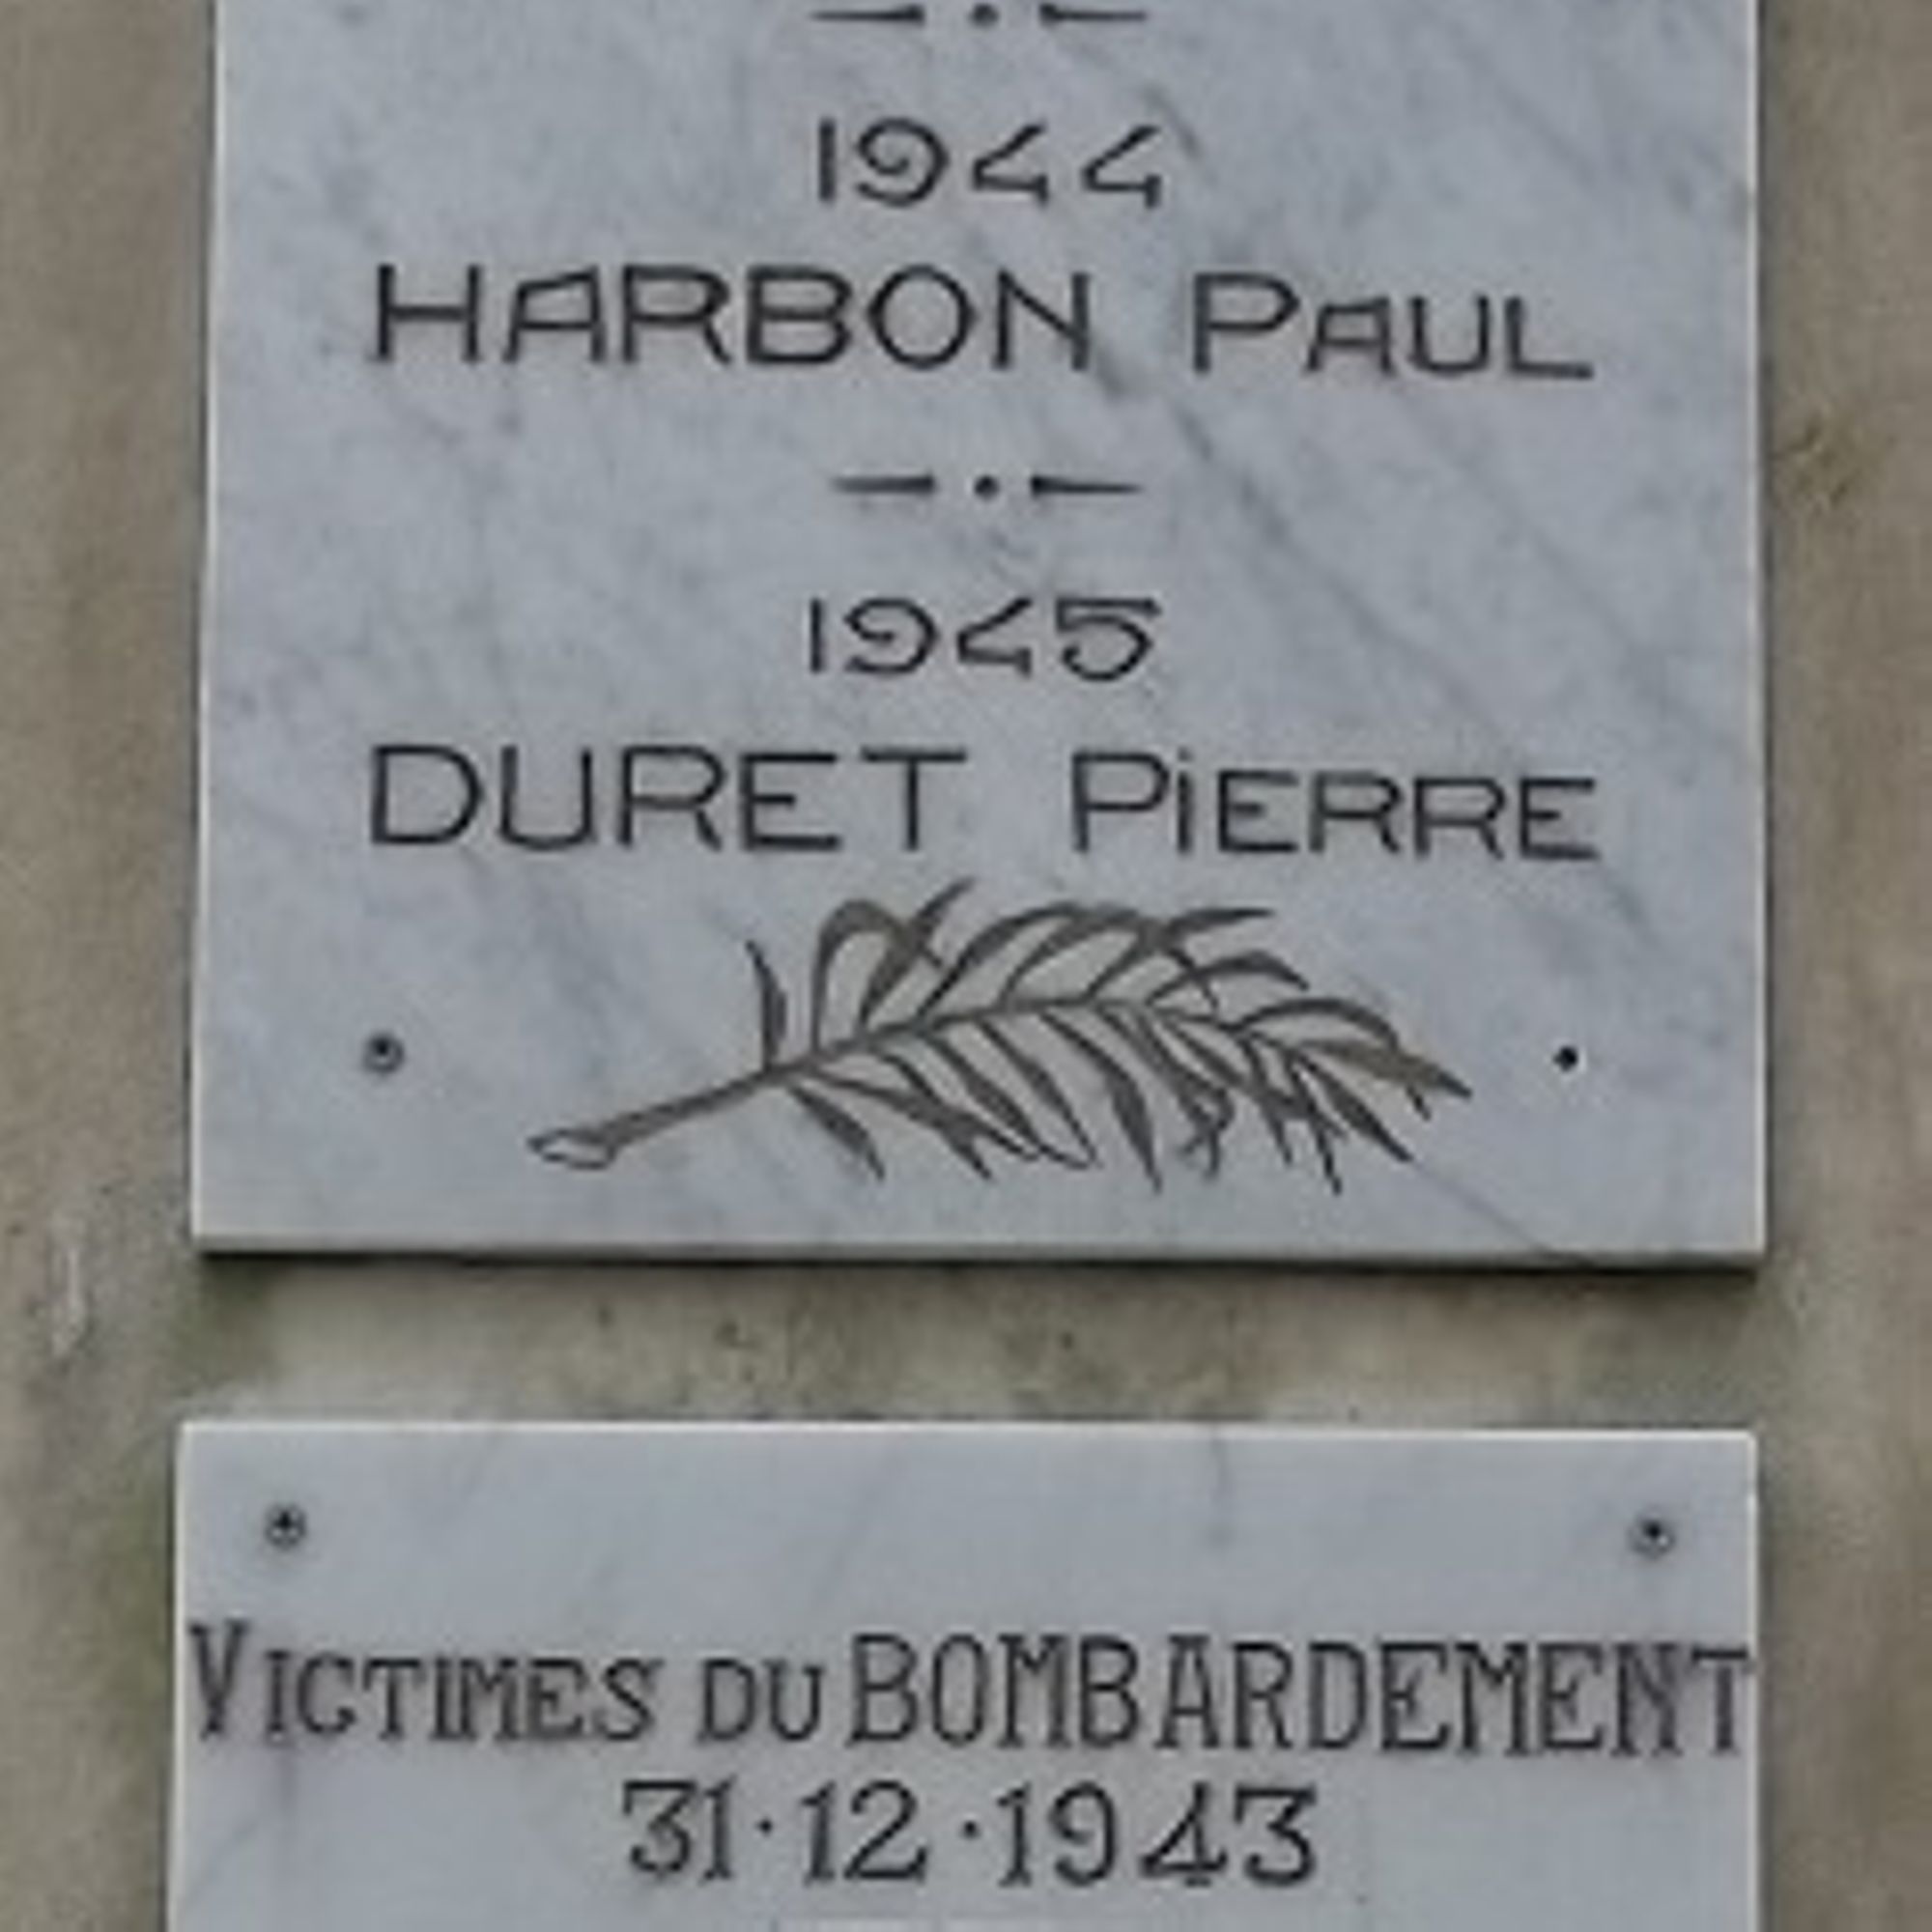 1944
HARBON PAUL
1945
DURET PiERRE
VICTIMES DU BOMBARDEMENT
31·12·1943